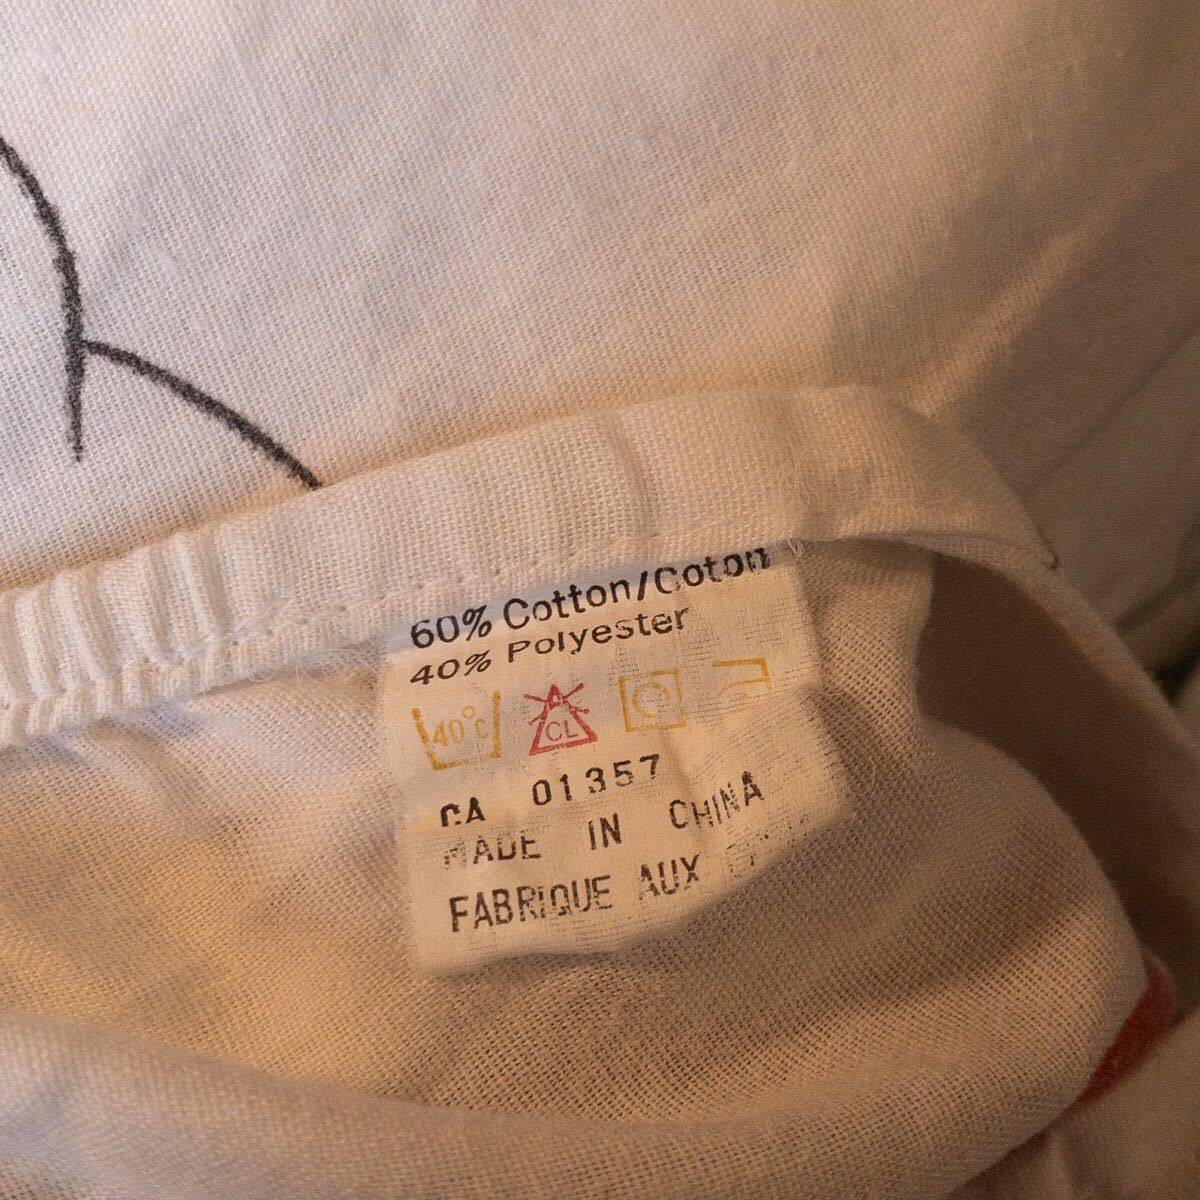 60% Cotton/Coton
40% Polyester
40°C
CL
CA 01357
MADE IN CHINA
FABRIQUE AUX